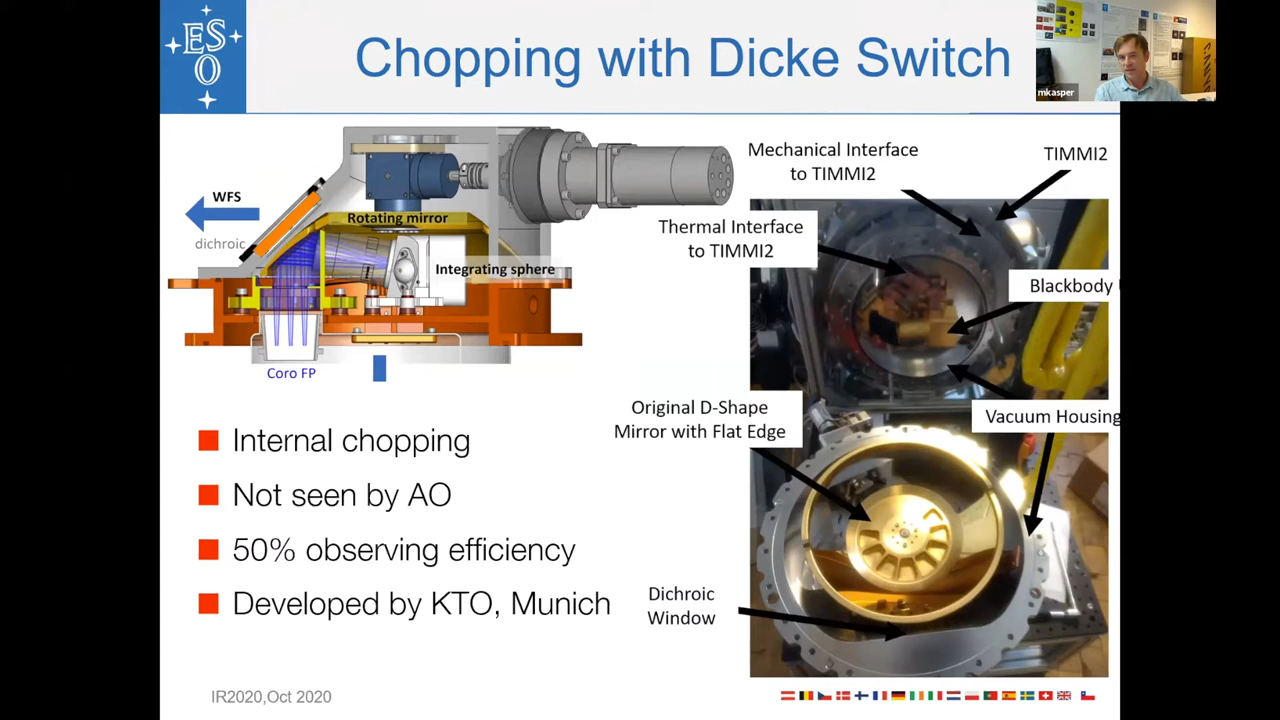 ES
O
Chopping with Dicke Switch
mkasper
WFS
dichroic
Rotating mirror
Integrating sphere
Coro FP
Mechanical Interface
to TIMMI2
TIMMI2
Thermal Interface
to TIMMI2
Blackbody
Original D-Shape
Mirror with Flat Edge
Vacuum Housing
Dichroic
Window
Internal chopping
Not seen by AO
50% observing efficiency
Developed by KTO, Munich
IR2020,Oct 2020